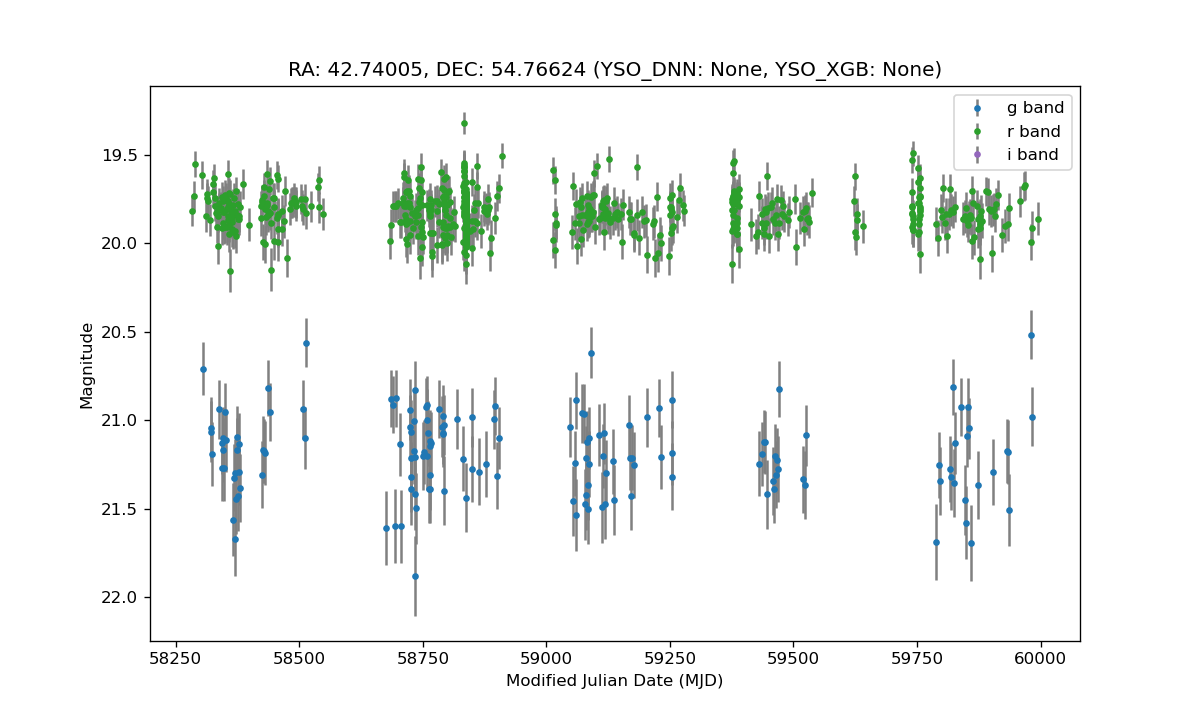 RA: 42.74005, DEC: 54.76624 (YSO_DNN: None, YSO_XGB: None)
g band
r band
i band
19.5
20.0
20.5
21.0
21.5
22.0
Magnitude
58250
58500
58750
59000
59250
59500
59750
60000
Modified Julian Date (MJD)